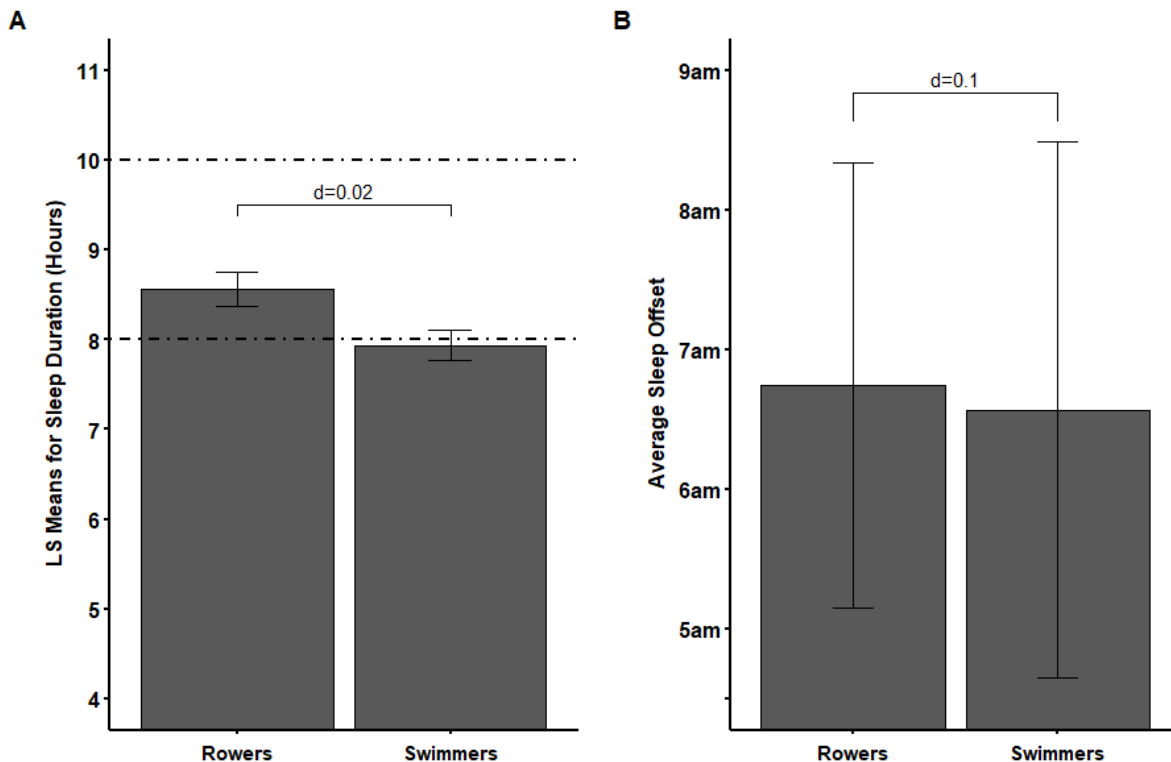 A
LS Means for Sleep Duration (Hours)
11
10
9
8
7
6
5
4
d=0.02
Rowers
Swimmers
B
Average Sleep Offset
9am
8am
7am
6am
5am
d=0.1
Rowers
Swimmers